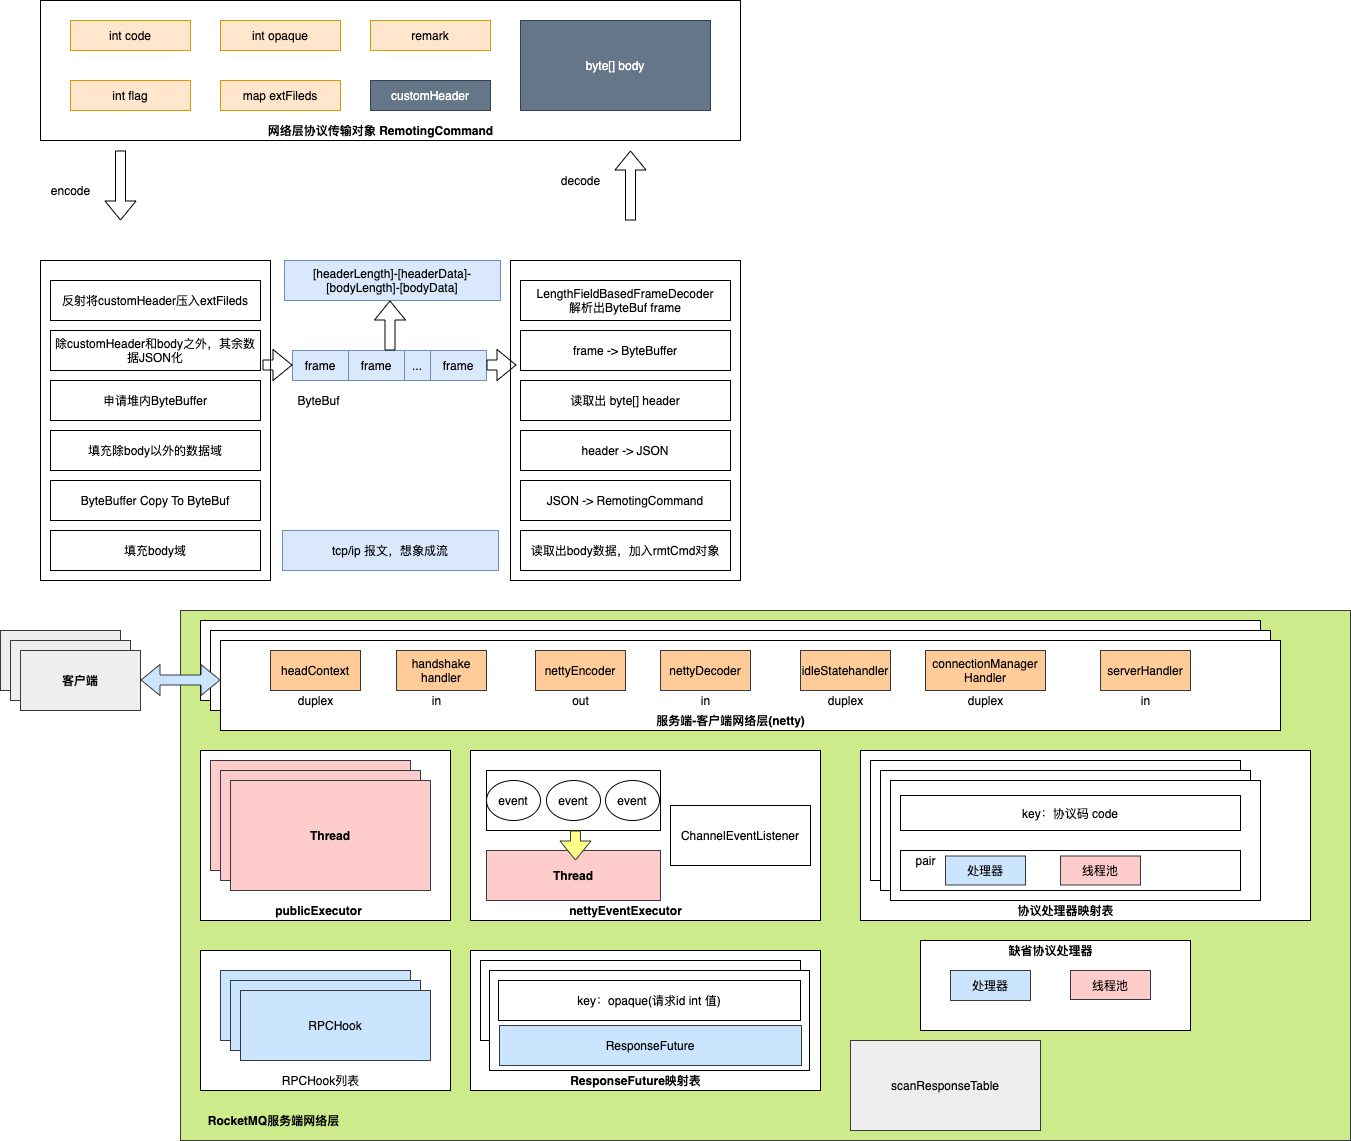 int code
int opaque
remark
byte[] body
int flag
map extFileds
customHeader
网络层协议传输对象 RemotingCommand
encode
decode
反射将customHeader压入extFileds
除customHeader和body之外，其余数
据JSON化
申请堆内ByteBuffer
填充除body以外的数据域
ByteBuffer Copy To ByteBuf
填充body域
[headerLength]-[headerData]-
[bodyLength]-[bodyData]
frame
frame
...
frame
ByteBuf
tcp/ip 报文，想象成流
LengthFieldBasedFrameDecoder
解析出ByteBuf frame
frame -> ByteBuffer
读取出 byte[] header
header -> JSON
JSON -> RemotingCommand
读取出body数据，加入rmtCmd对象
客户端
headContext
duplex
handshake
handler
in
nettyEncoder
out
nettyDecoder
in
idleStatehandler
duplex
connectionManager
Handler
duplex
serverHandler
in
服务端-客户端网络层(netty)
Thread
publicExecutor
event
event
event
Thread
ChannelEventListener
nettyEventExecutor
key：协议码 code
pair
处理器
线程池
协议处理器映射表
RPCHook
RPCHook列表
key：opaque(请求id int 值)
ResponseFuture
ResponseFuture映射表
缺省协议处理器
处理器
线程池
scanResponseTable
RocketMQ服务端网络层